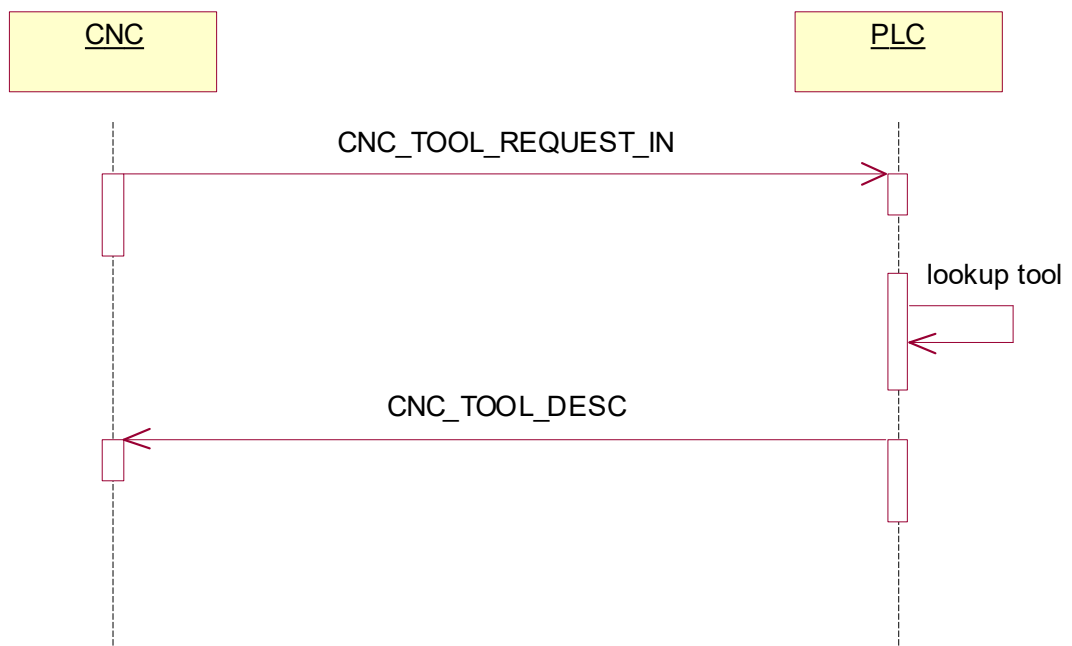 CNC
PLC
CNC_TOOL_REQUEST_IN
lookup tool
CNC_TOOL_DESC